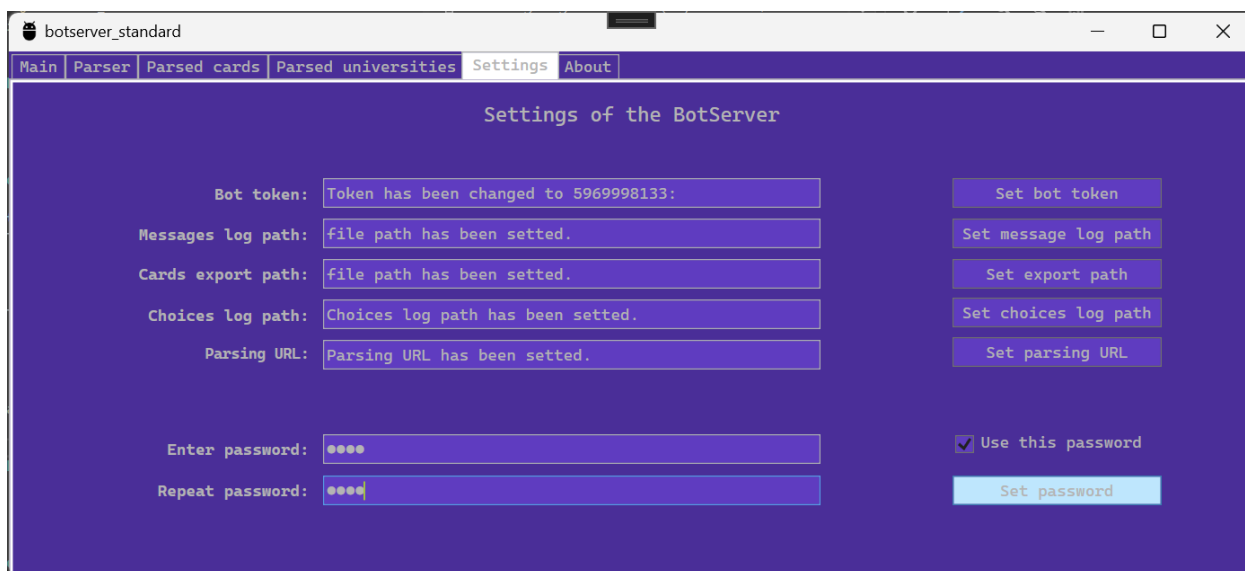 botserver_standard
Main Parser Parsed cards Parsed universities Settings About
Settings of the BotServer
Bot token: Token has been changed to 5969998133: Set bot token
Messages log path: file path has been setted. Set message log path
Cards export path: file path has been setted. Set export path
Choices log path: Choices log path has been setted. Set choices log path
Parsing URL: Parsing URL has been setted. Set parsing URL
Enter password: ●●●● Use this password
Repeat password: ●●●● Set password